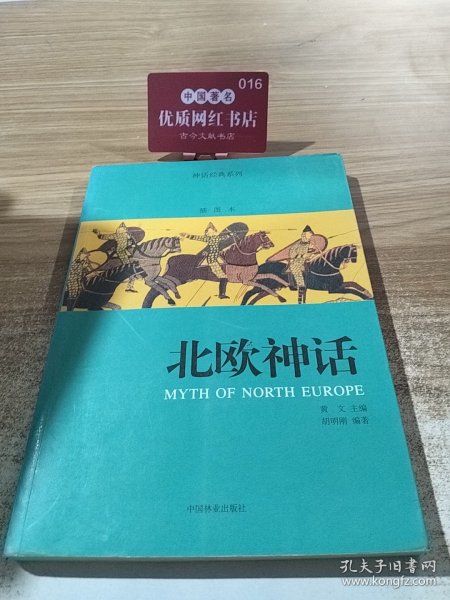 016
中国著名
优质网红书店
古今文献书店
神话经典系列
插图本
北欧神话
MYTH OF NORTH EUROPE
黄 文 主编
胡明刚 编著
中国林业出版社
孔夫子旧书网
www.kongfz.com